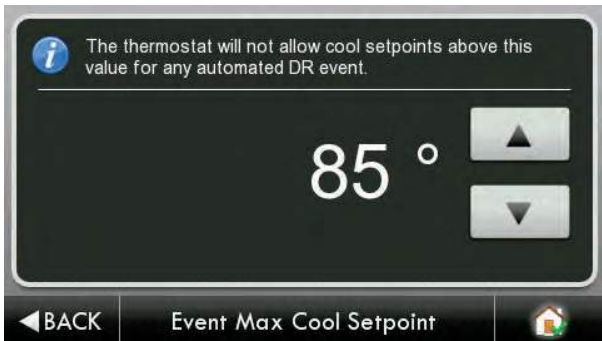 The thermostat will not allow cool setpoints above this
value for any automated DR event.
85 °
BACK
Event Max Cool Setpoint